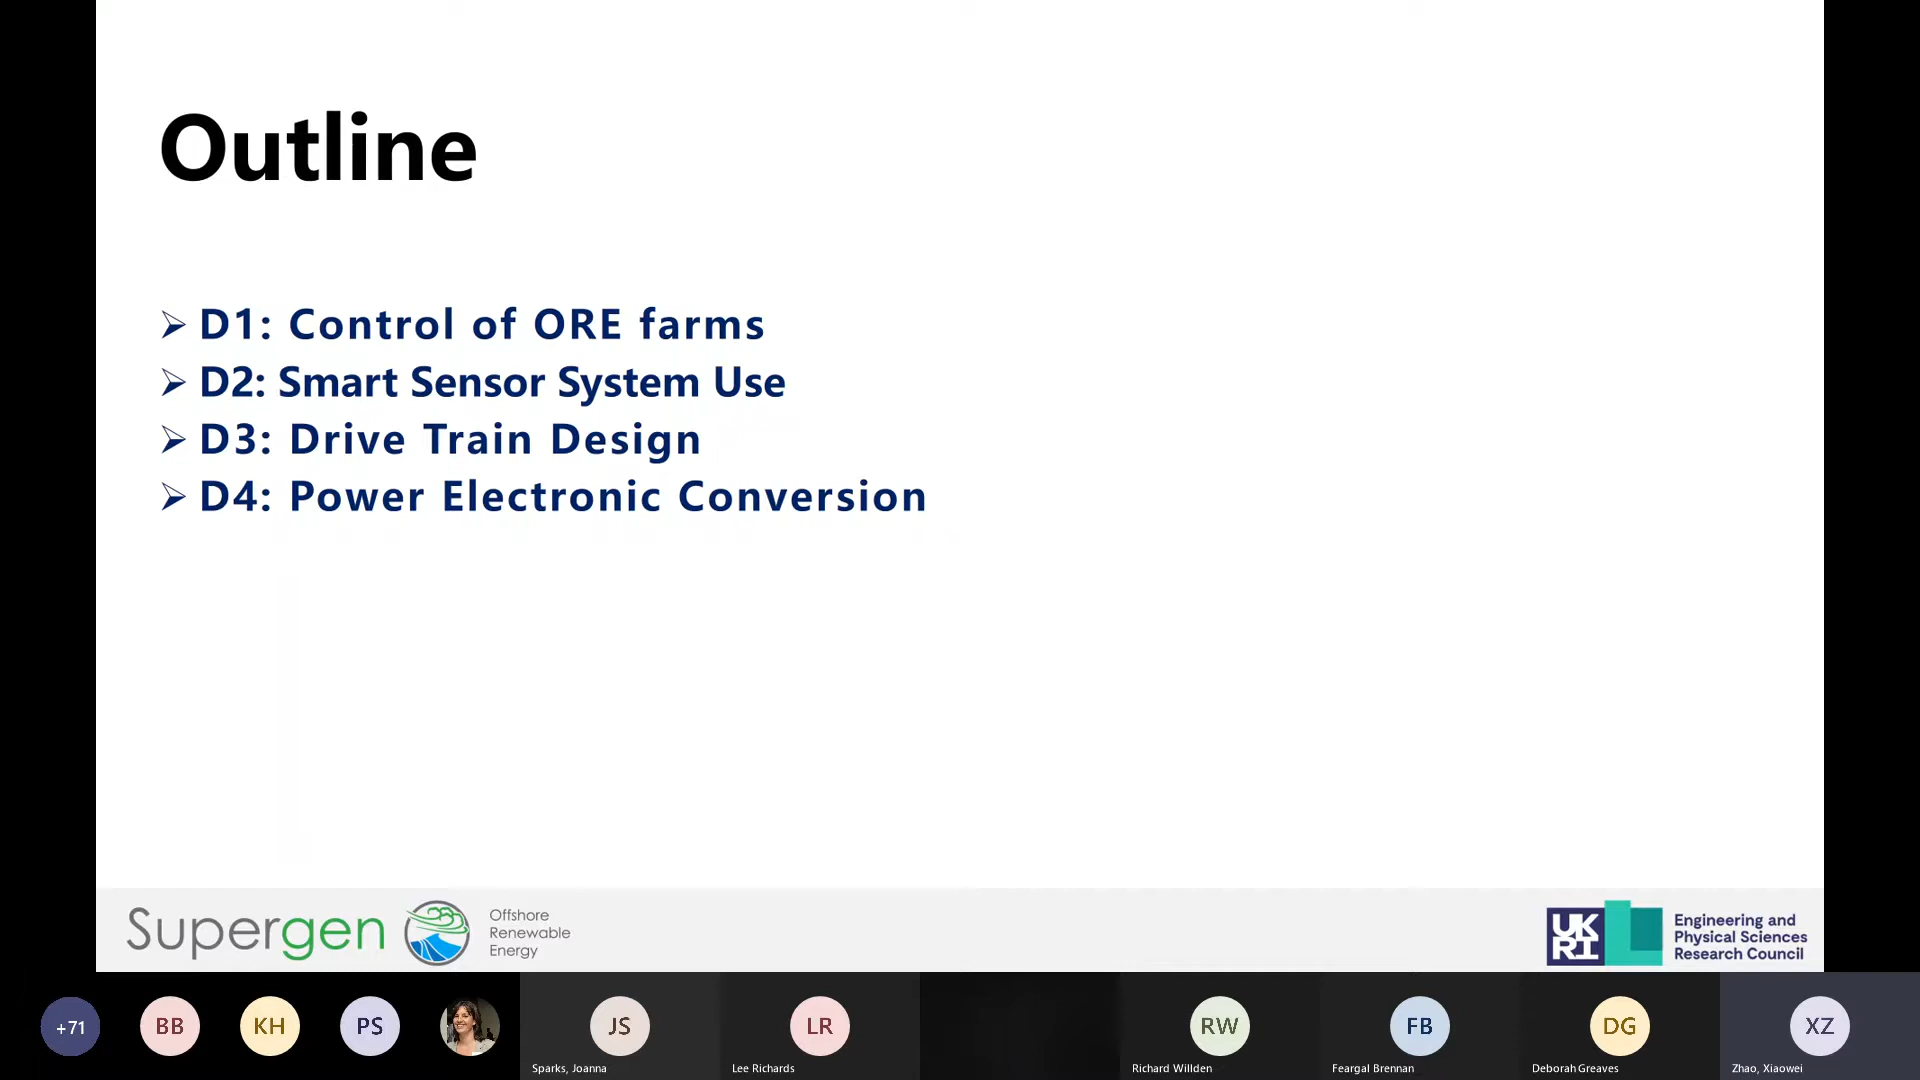 Outline
➢ D1: Control of ORE farms
➢ D2: Smart Sensor System Use
➢ D3: Drive Train Design
➢ D4: Power Electronic Conversion
Supergen
Offshore
Renewable
Energy
UK
RI
Engineering and
Physical Sciences
Research Council
+71
BB
KH
PS
JS
LR
RW
FB
DG
XZ
Sparks, Joanna
Lee Richards
Richard Willden
Feargal Brennan
Deborah Greaves
Zhao, Xiaowei